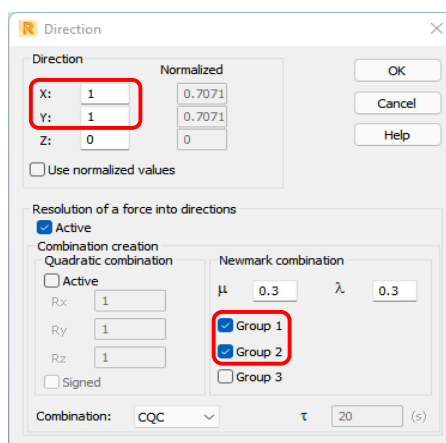 R Direction
Direction
Normalized
OK
X: 1 0.7071
Cancel
Y: 1 0.7071
Help
Z: 0 0
Use normalized values
Resolution of a force into directions
Active
Combination creation
Quadratic combination
Newmark combination
Active
μ 0.3 λ 0.3
Rx 1
Group 1
Ry 1
Group 2
Rz 1
Group 3
Signed
Combination: CQC τ 20 (s)